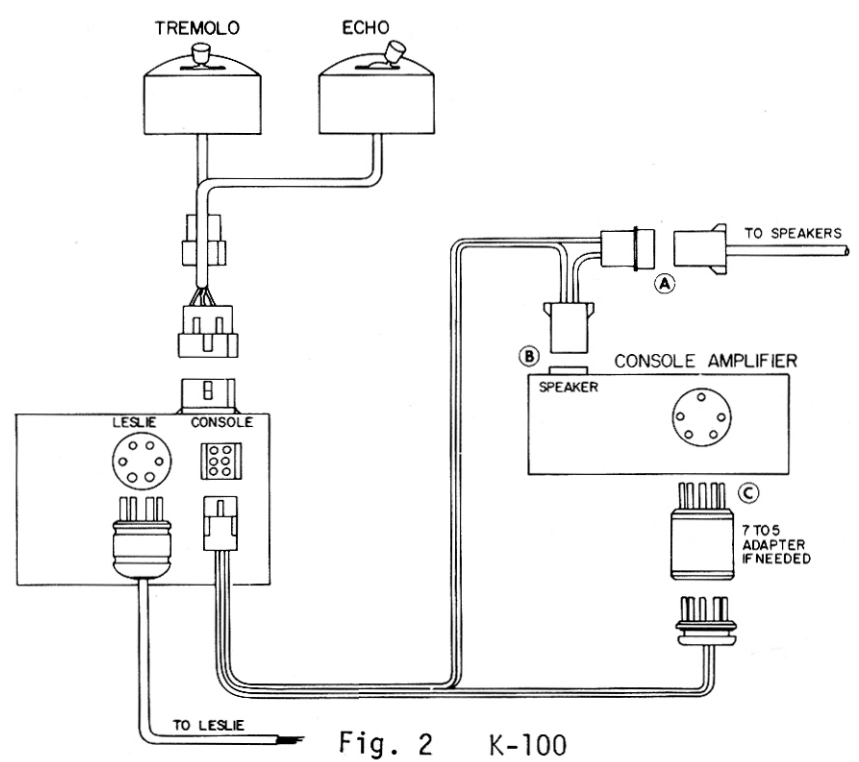 TREMOLO
ECHO
TO SPEAKERS
A
B
CONSOLE AMPLIFIER
SPEAKER
LESLIE
CONSOLE
C
7 TO 5
ADAPTER
IF NEEDED
TO LESLIE
Fig. 2 K-100